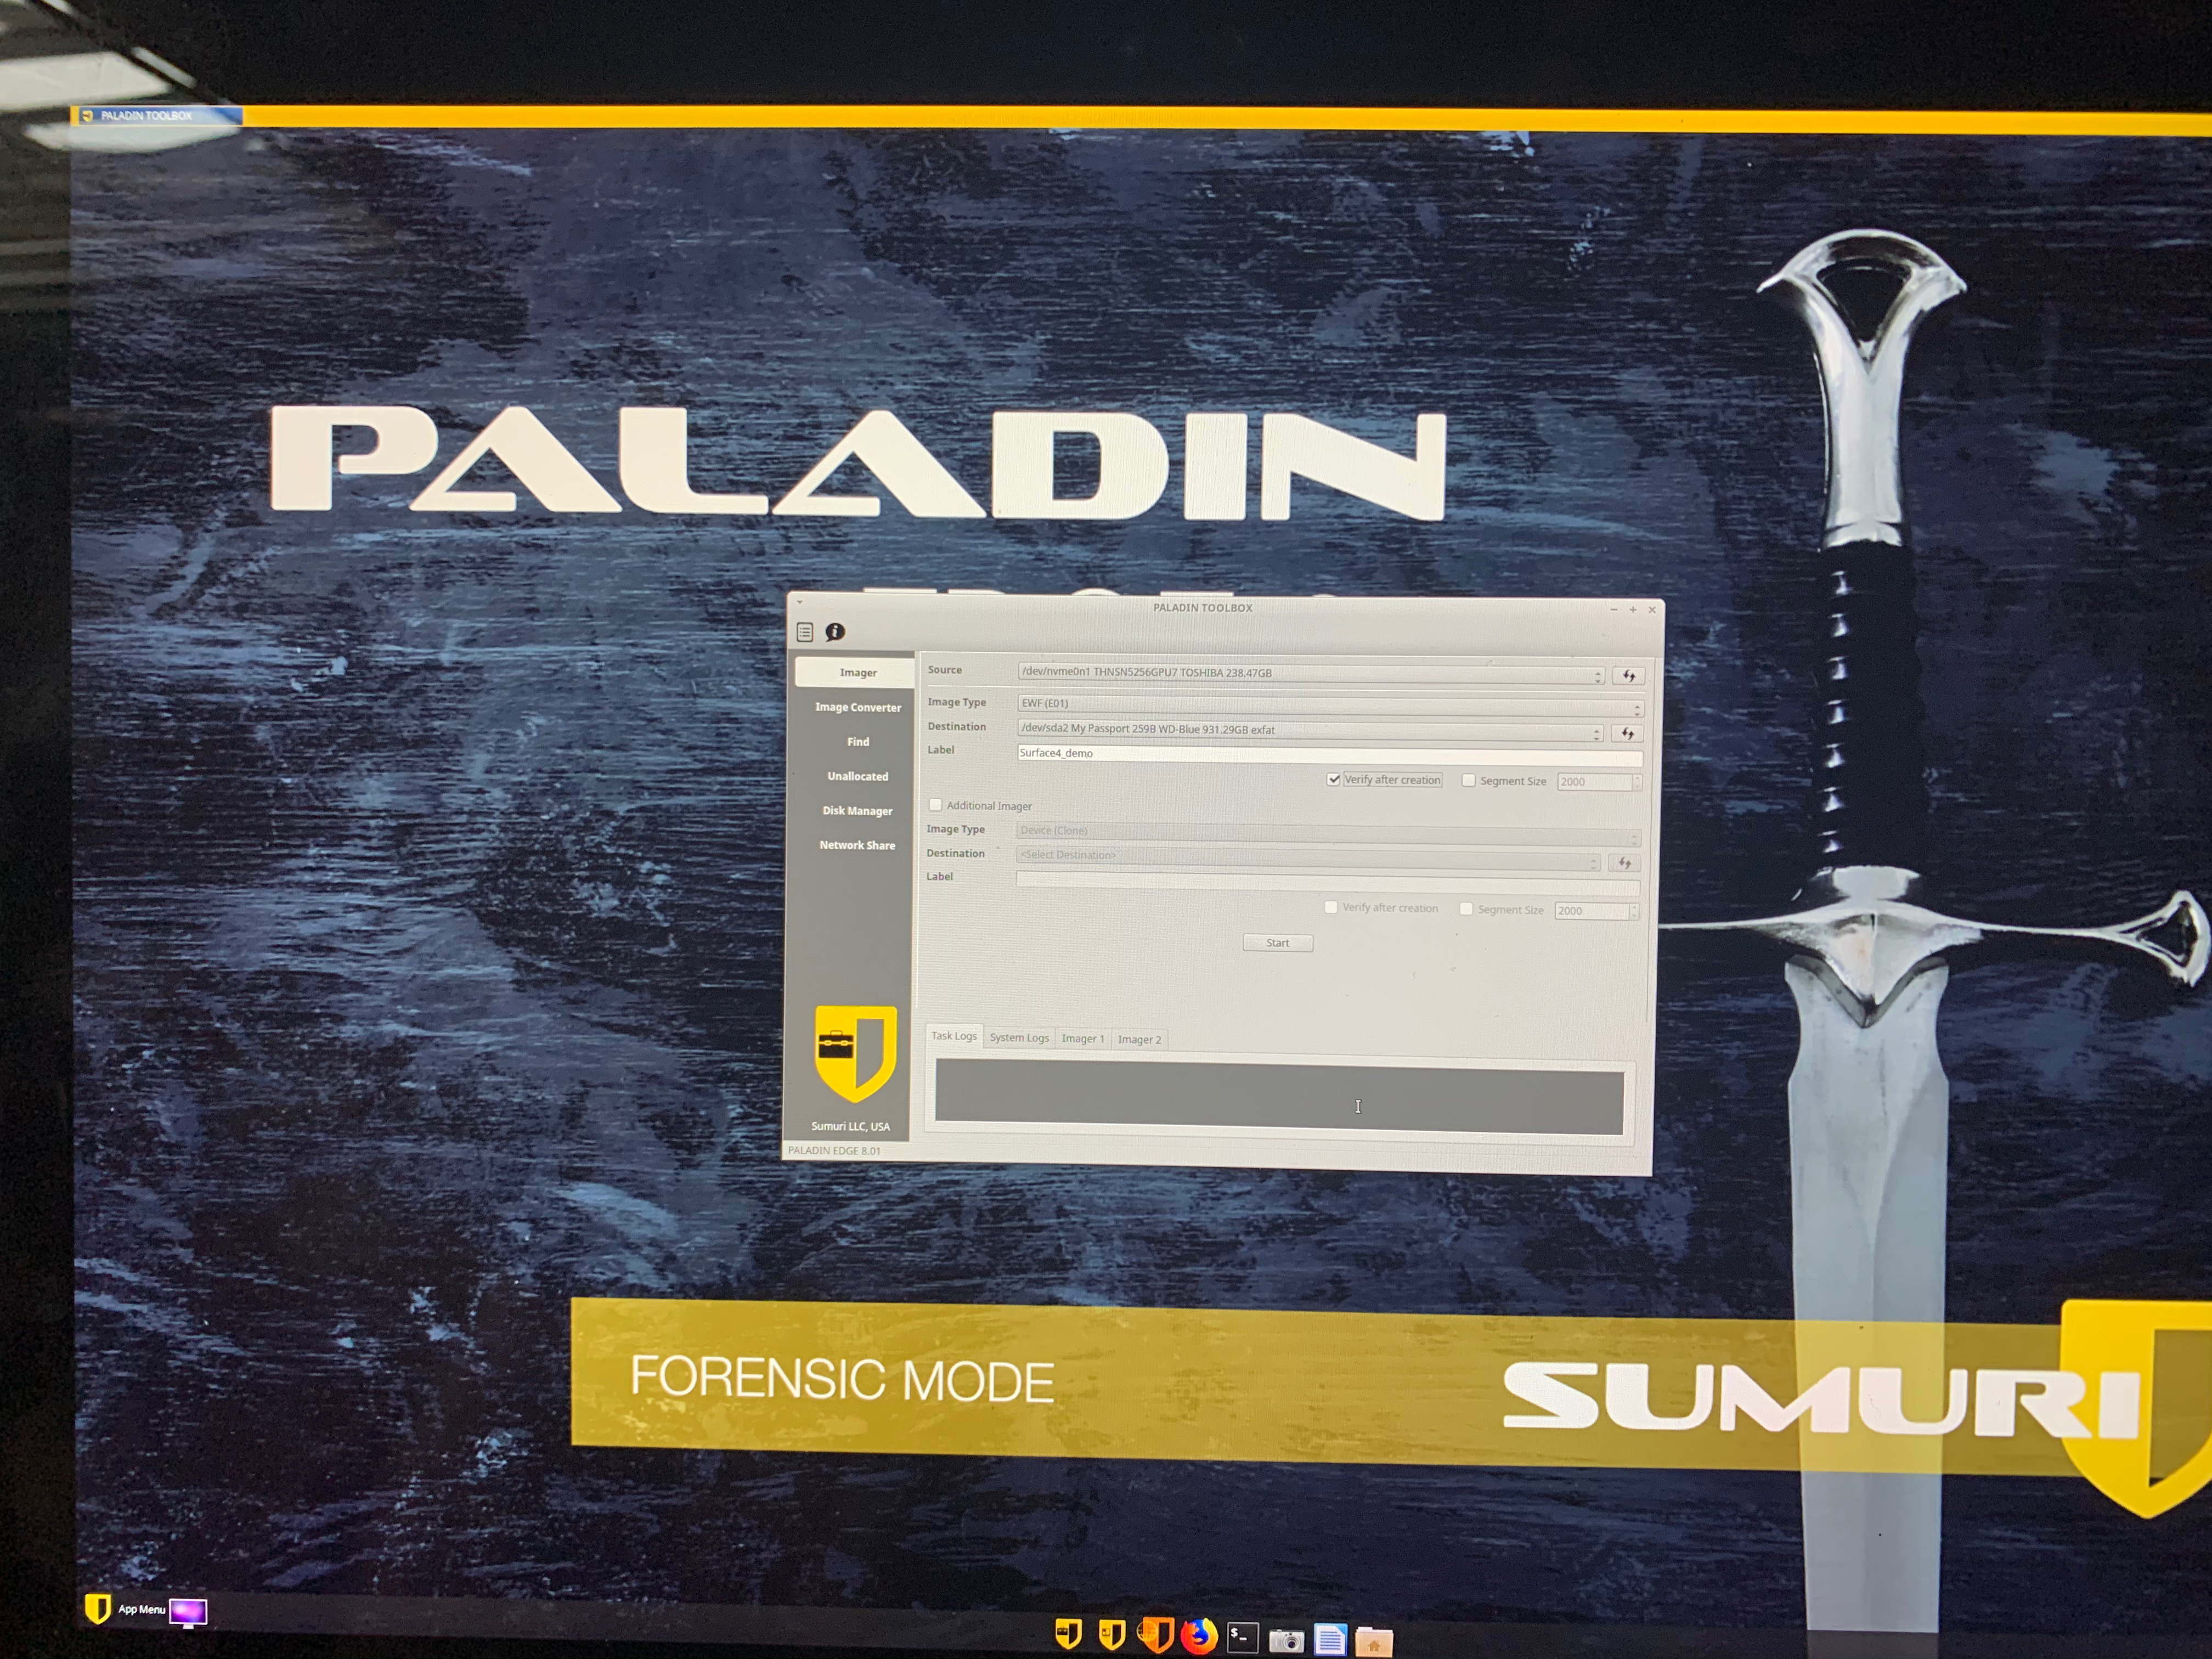 PALADIN TOOLBOX
PALADIN
PALADIN TOOLBOX
Imager
Image Converter
Find
Unallocated
Disk Manager
Network Share
Sumuri LLC, USA
PALADIN EDGE 8.01
Source /dev/nvme0n1 THNSN5256GPU7 TOSHIBA 238.47GB
Image Type EWF (E01)
Destination /dev/sda2 My Passport 259B WD-Blue 931.29GB exfat
Label Surface4_demo
Verify after creation Segment Size 2000
Additional Imager
Image Type Device (Clone)
Destination <Select Destination>
Label
Verify after creation Segment Size 2000
Start
Task Logs System Logs Imager 1 Imager 2
FORENSIC MODE
SUMURI
App Menu
$_